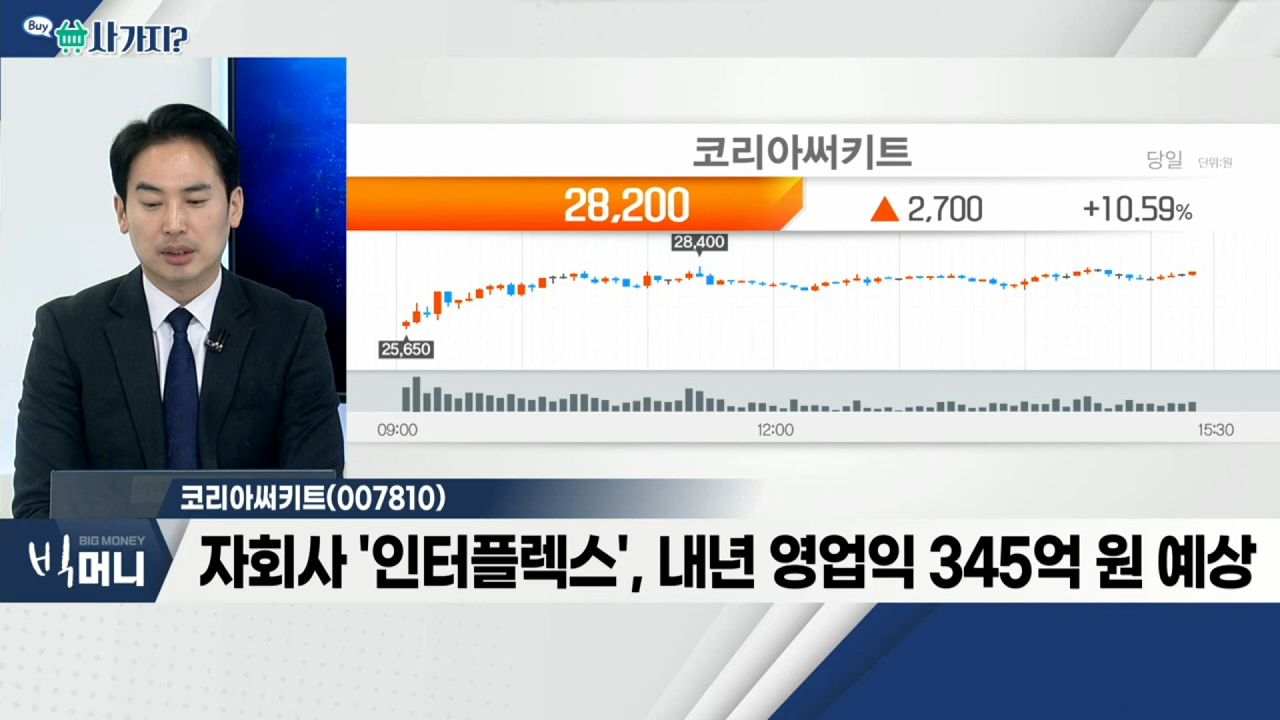 Buy
사가지?
코리아써키트
당일 단위:원
28,200 ▲ 2,700 +10.59%
28,400
25,650
09:00 12:00 15:30
코리아써키트(007810)
BIG MONEY
빅머니
자회사 '인터플렉스', 내년 영업익 345억 원 예상